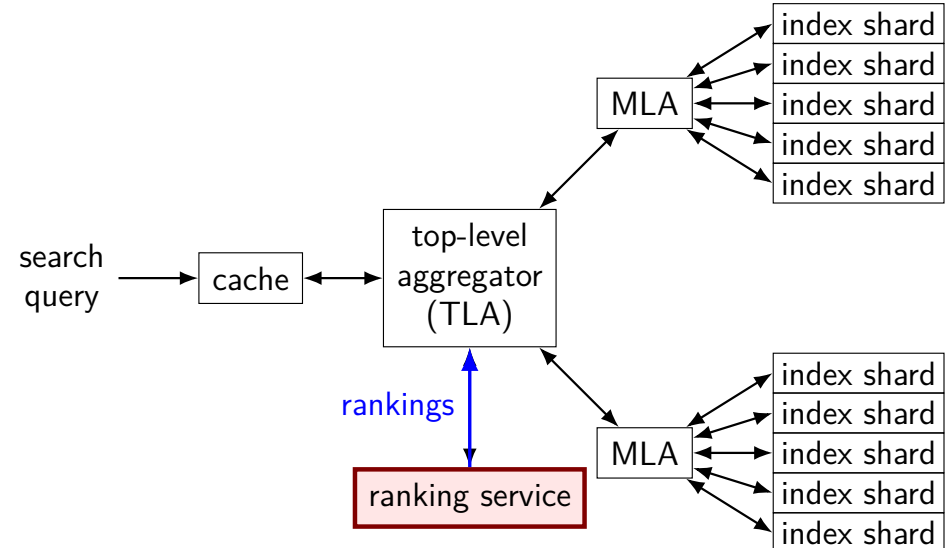 search
query
cache
top-level
aggregator
(TLA)
rankings
ranking service
MLA
index shard
index shard
index shard
index shard
index shard
MLA
index shard
index shard
index shard
index shard
index shard